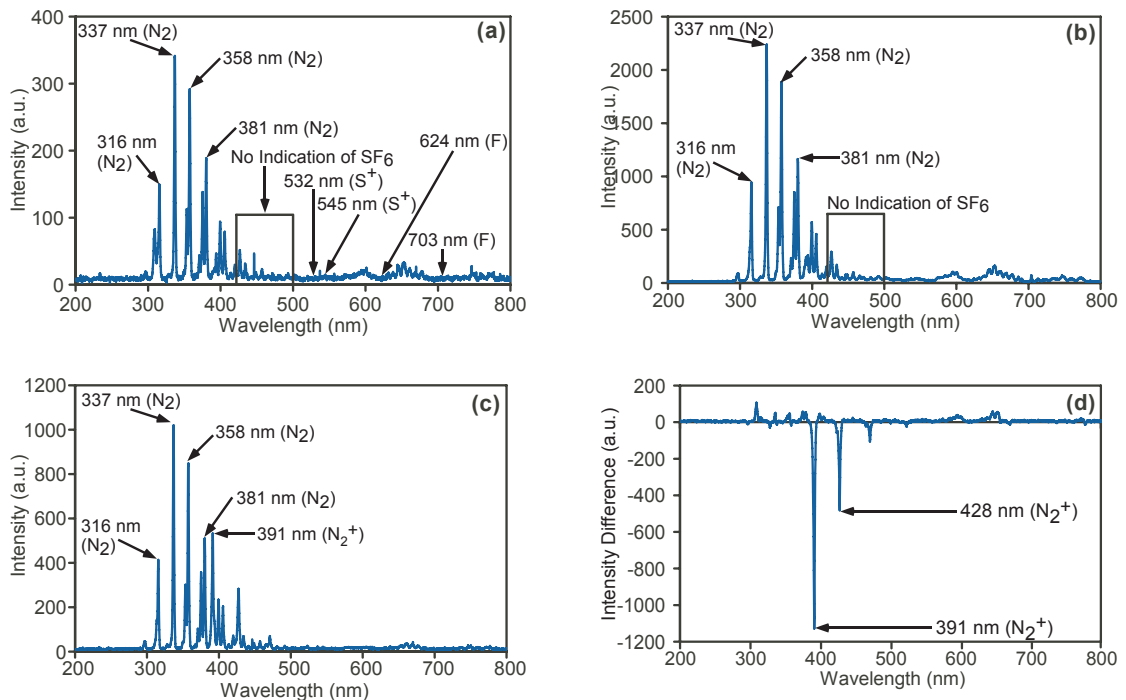 (a)
400
300
200
100
0
Intensity (a.u.)
337 nm (N2)
358 nm (N2)
316 nm
(N2)
381 nm (N2)
No Indication of SF6
532 nm (S+)
545 nm (S+)
624 nm (F)
703 nm (F)
200 300 400 500 600 700 800
Wavelength (nm)
(b)
2500
2000
1500
1000
500
0
Intensity (a.u.)
337 nm (N2)
358 nm (N2)
316 nm
(N2)
381 nm (N2)
No Indication of SF6
200 300 400 500 600 700 800
Wavelength (nm)
(c)
1200
1000
800
600
400
200
0
Intensity (a.u.)
337 nm (N2)
358 nm (N2)
316 nm
(N2)
381 nm (N2)
391 nm (N2+)
200 300 400 500 600 700 800
Wavelength (nm)
(d)
200
0
-200
-400
-600
-800
-1000
-1200
Intensity Difference (a.u.)
428 nm (N2+)
391 nm (N2+)
200 300 400 500 600 700 800
Wavelength (nm)